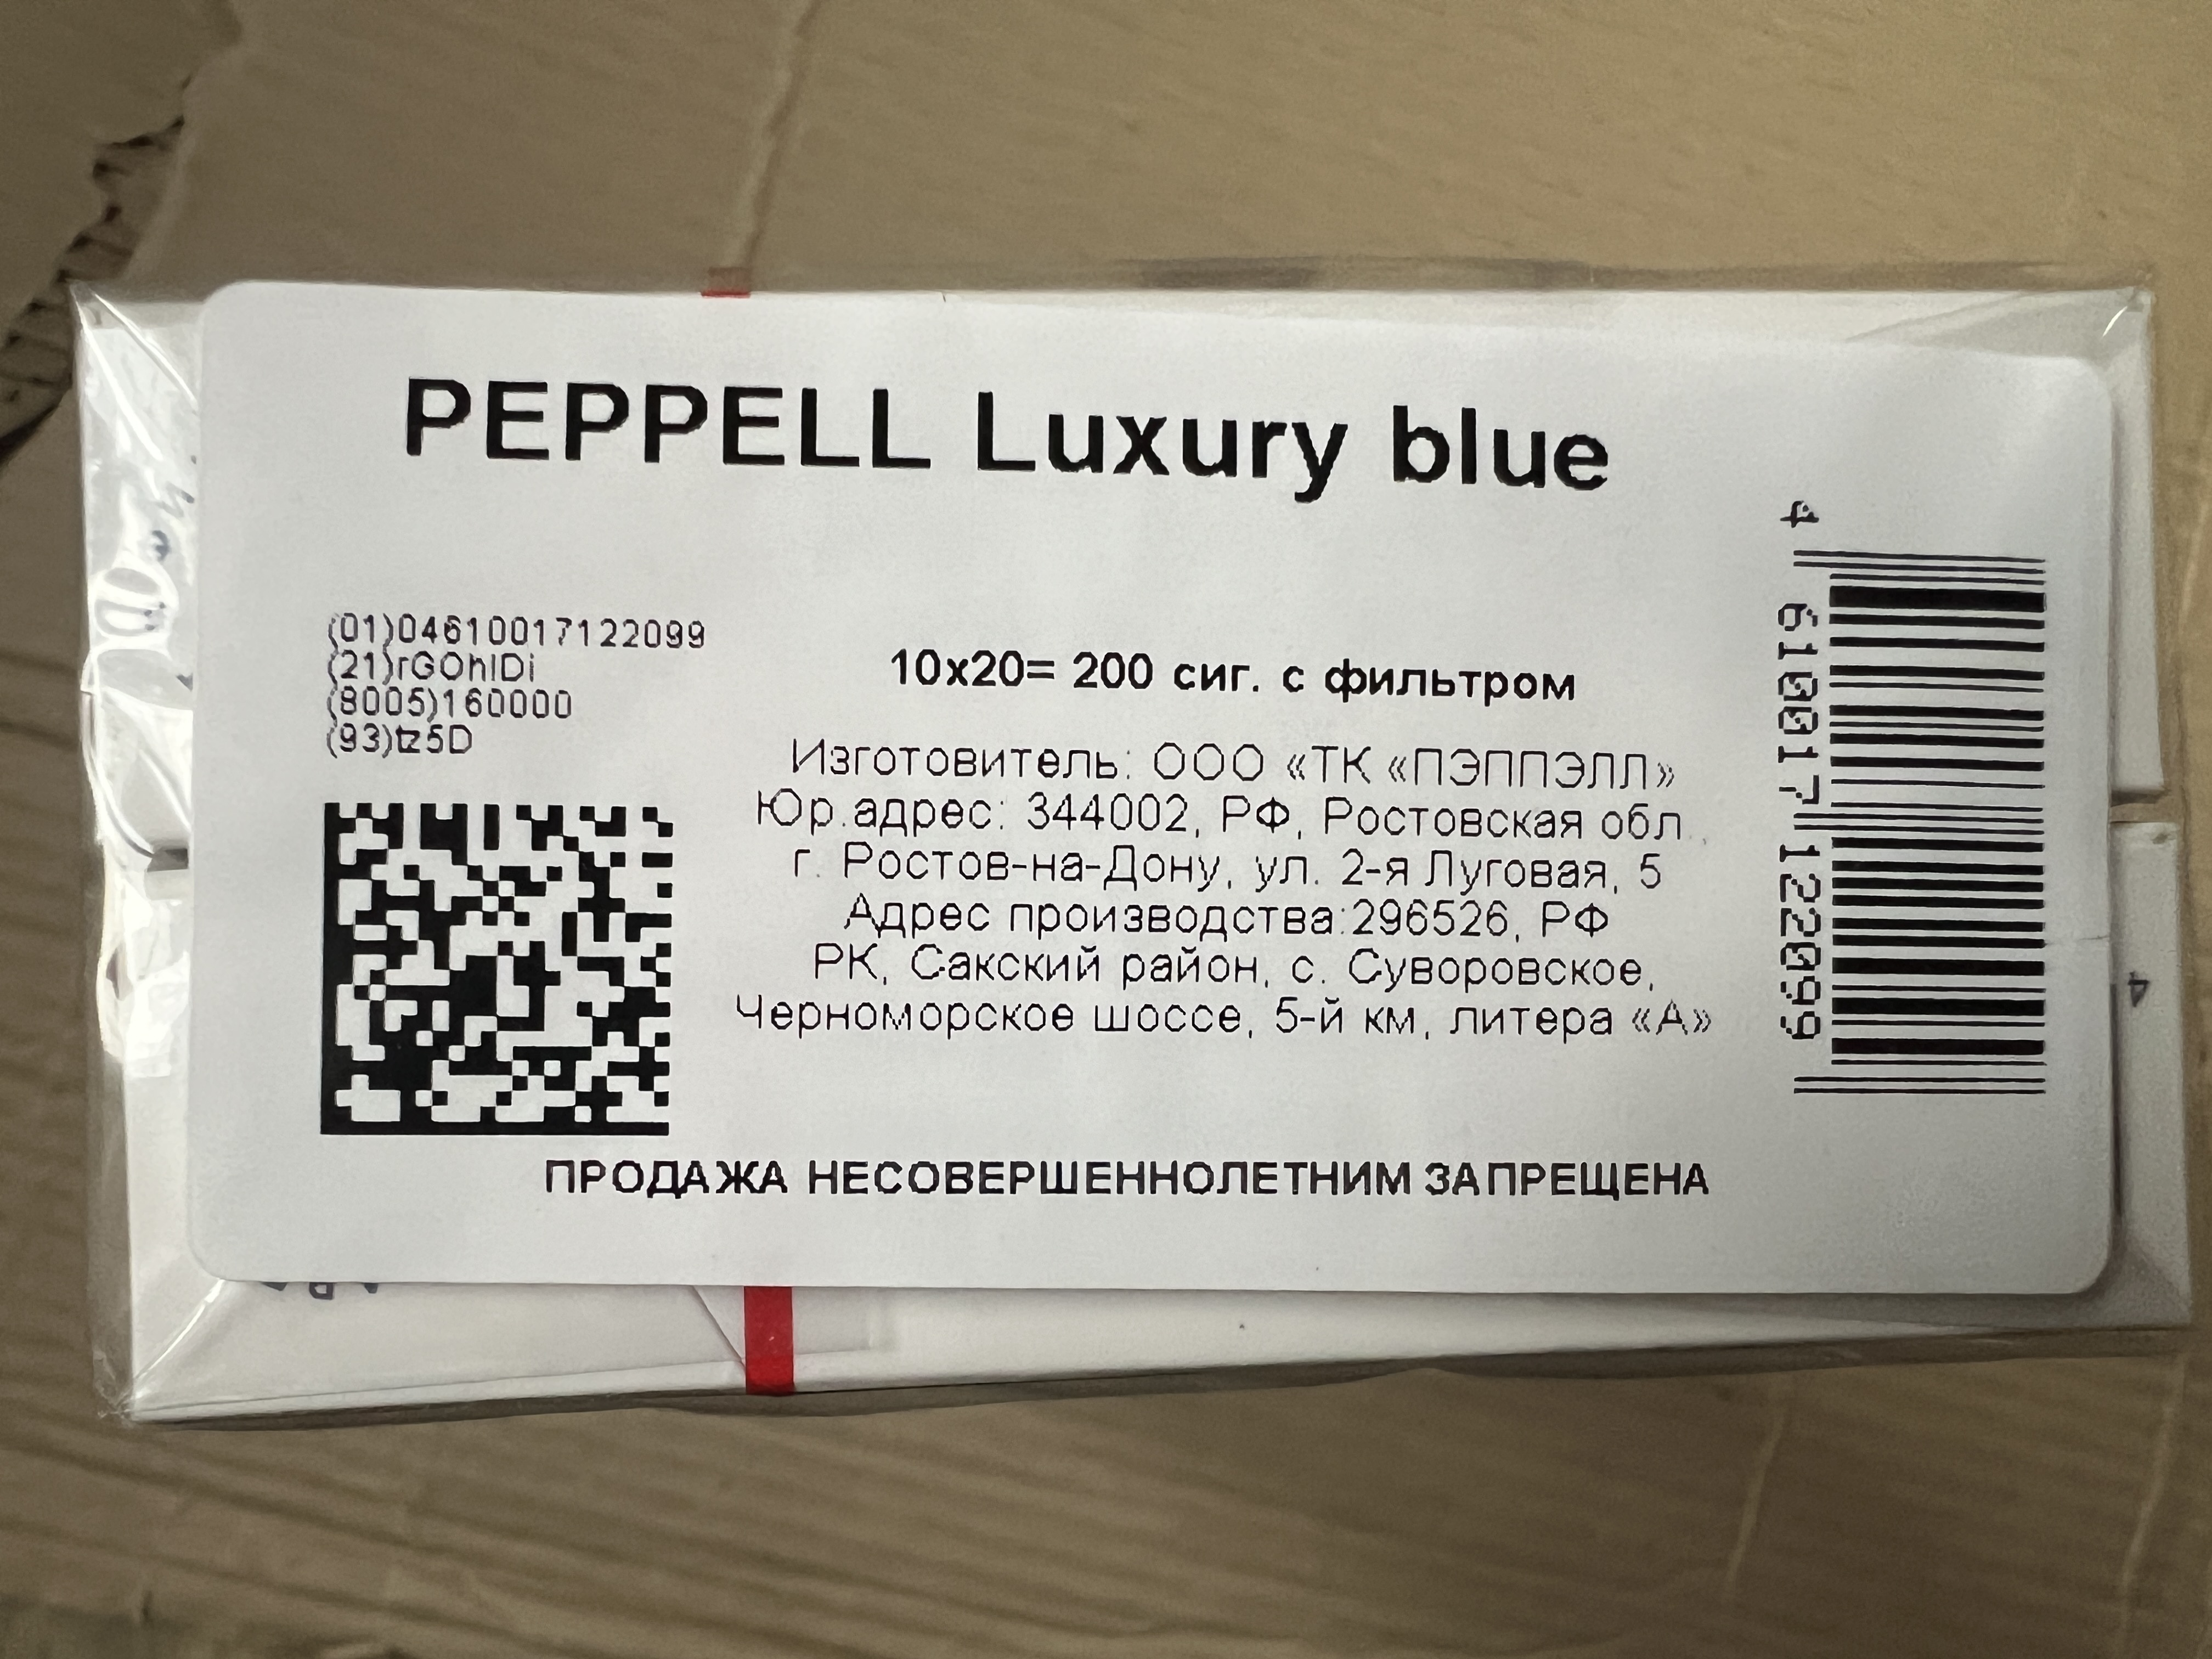 PEPPELL Luxury blue
(01)04610017122099
(21)rGOhIDi
(8005)160000
(93)tz5D
10x20= 200 сиг. с фильтром
Изготовитель: ООО «ТК «ПЭППЭЛЛ»
Юр.адрес: 344002, РФ, Ростовская обл.,
г. Ростов-на-Дону, ул. 2-я Луговая, 5
Адрес производства:296526, РФ
РК, Сакский район, с. Суворовское,
Черноморское шоссе, 5-й км, литера «А»
ПРОДАЖА НЕСОВЕРШЕННОЛЕТНИМ ЗАПРЕЩЕНА
4 610017 122099
4